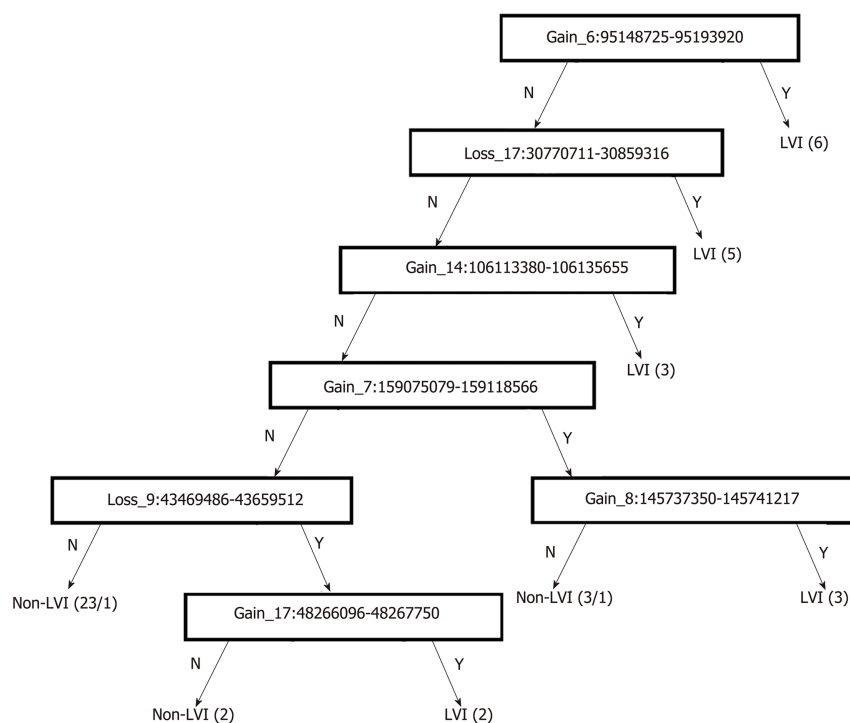 Gain_6:95148725-95193920
N
Y
LVI (6)
Loss_17:30770711-30859316
N
Y
LVI (5)
Gain_14:106113380-106135655
N
Y
LVI (3)
Gain_7:159075079-159118566
N
Y
Loss_9:43469486-43659512
Gain_8:145737350-145741217
N
Y
N
Y
Non-LVI (23/1)
Gain_17:48266096-48267750
Non-LVI (3/1)
LVI (3)
N
Y
Non-LVI (2)
LVI (2)